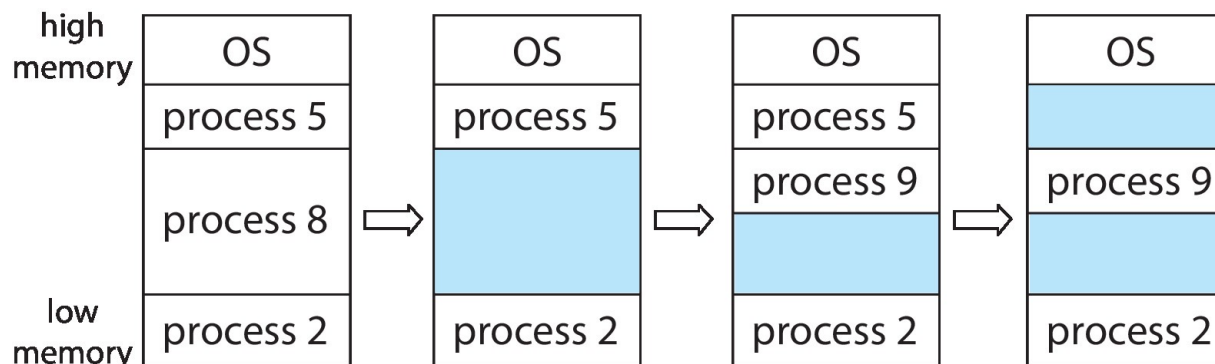 high
memory
OS
process 5
process 8
process 2
low
memory
OS
process 5
process 2
OS
process 5
process 9
process 2
OS
process 9
process 2